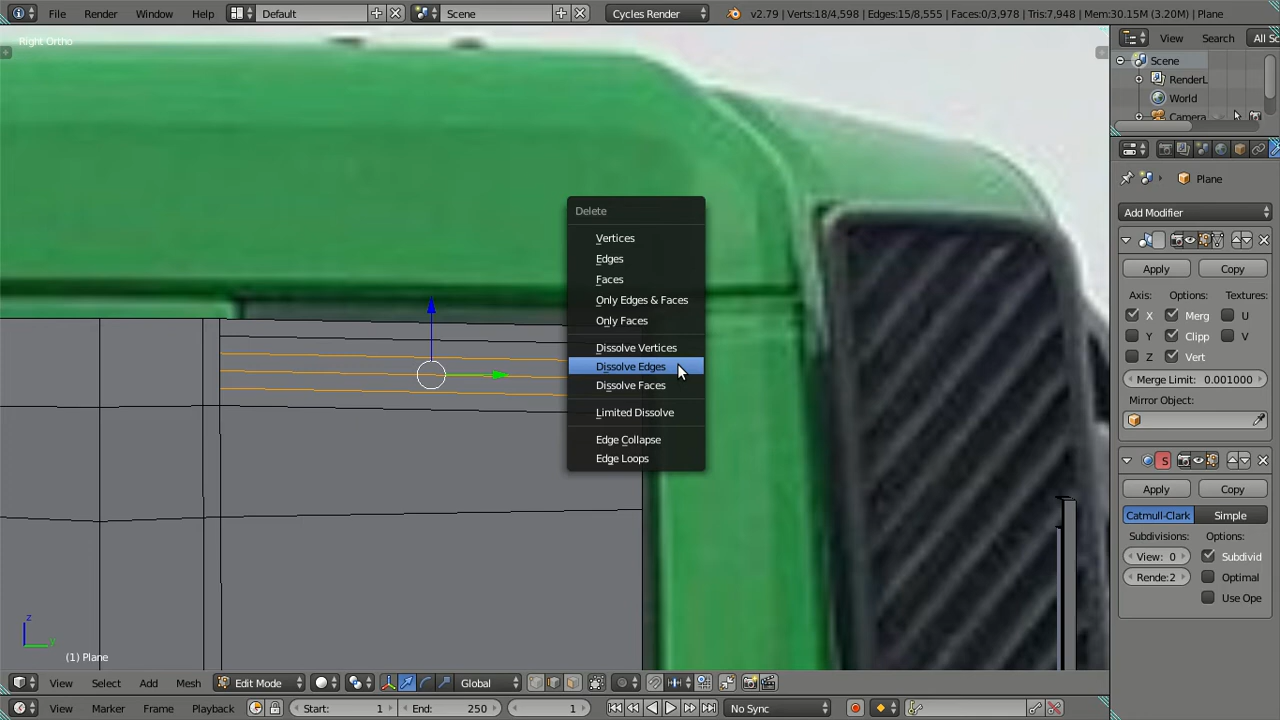 File Render Window Help Default Scene Cycles Render v2.79 | Verts:18/4,598 | Edges:15/8,555 | Faces:0/3,978 | Tris:7,948 | Mem:30.15M (3.20M) | Plane
Right Ortho
View Search All Sc
Scene
RenderL
World
Camera
Plane
Add Modifier
Apply Copy
Axis: Options: Textures:
X Merg U
Y Clipp V
Z Vert
Merge Limit: 0.001000
Mirror Object:
S
Apply Copy
Catmull-Clark Simple
Subdivisions: Options:
View: 0 Subdivid
Rende:2 Optimal
Use Ope
Delete
Vertices
Edges
Faces
Only Edges & Faces
Only Faces
Dissolve Vertices
Dissolve Edges
Dissolve Faces
Limited Dissolve
Edge Collapse
Edge Loops
z
y
(1) Plane
View Select Add Mesh Edit Mode Global
View Marker Frame Playback Start: 1 End: 250 1 No Sync